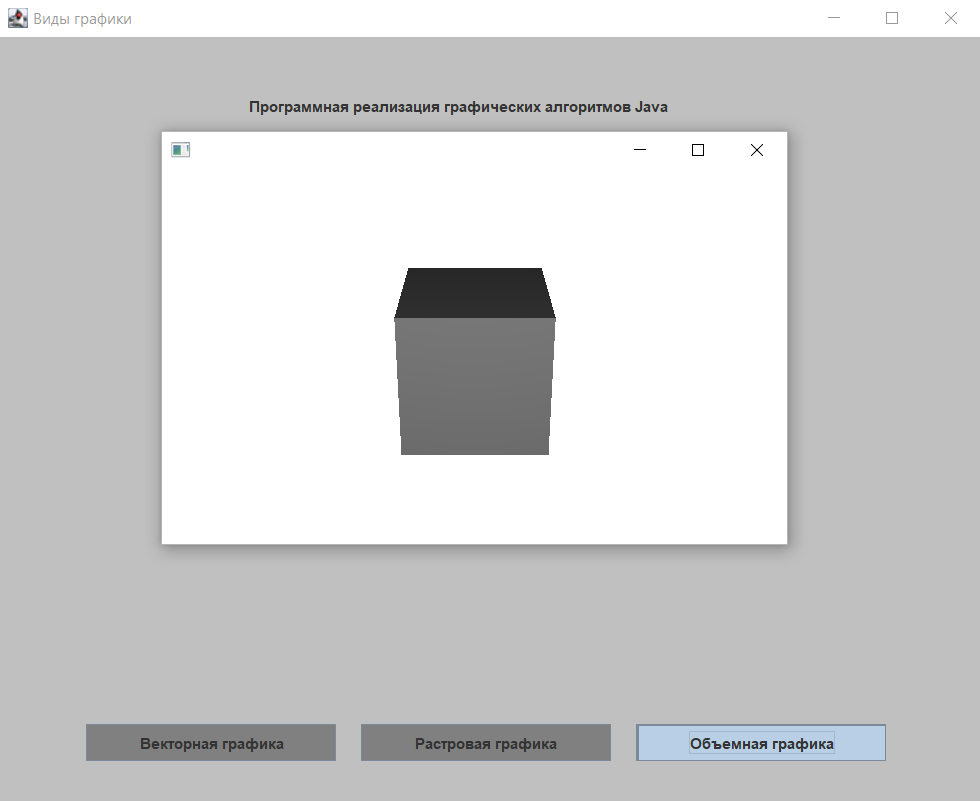 Виды графики
Программная реализация графических алгоритмов Java
Векторная графика
Растровая графика
Объемная графика